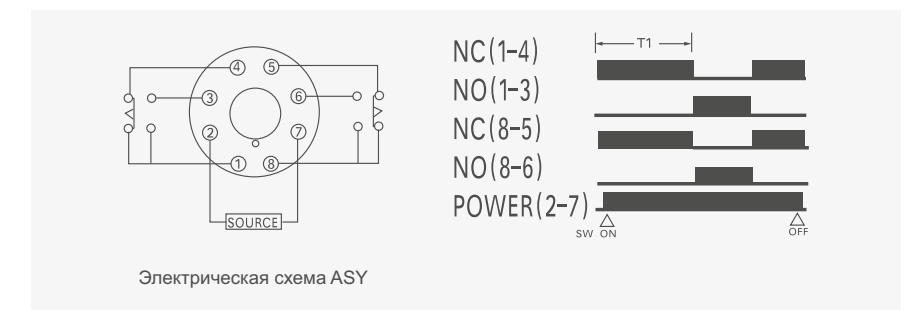 4
5
3
6
2
7
1
8
SOURCE
Электрическая схема ASY
NC(1-4)
T1
NO(1-3)
NC(8-5)
NO(8-6)
POWER(2-7)
SW ON
OFF